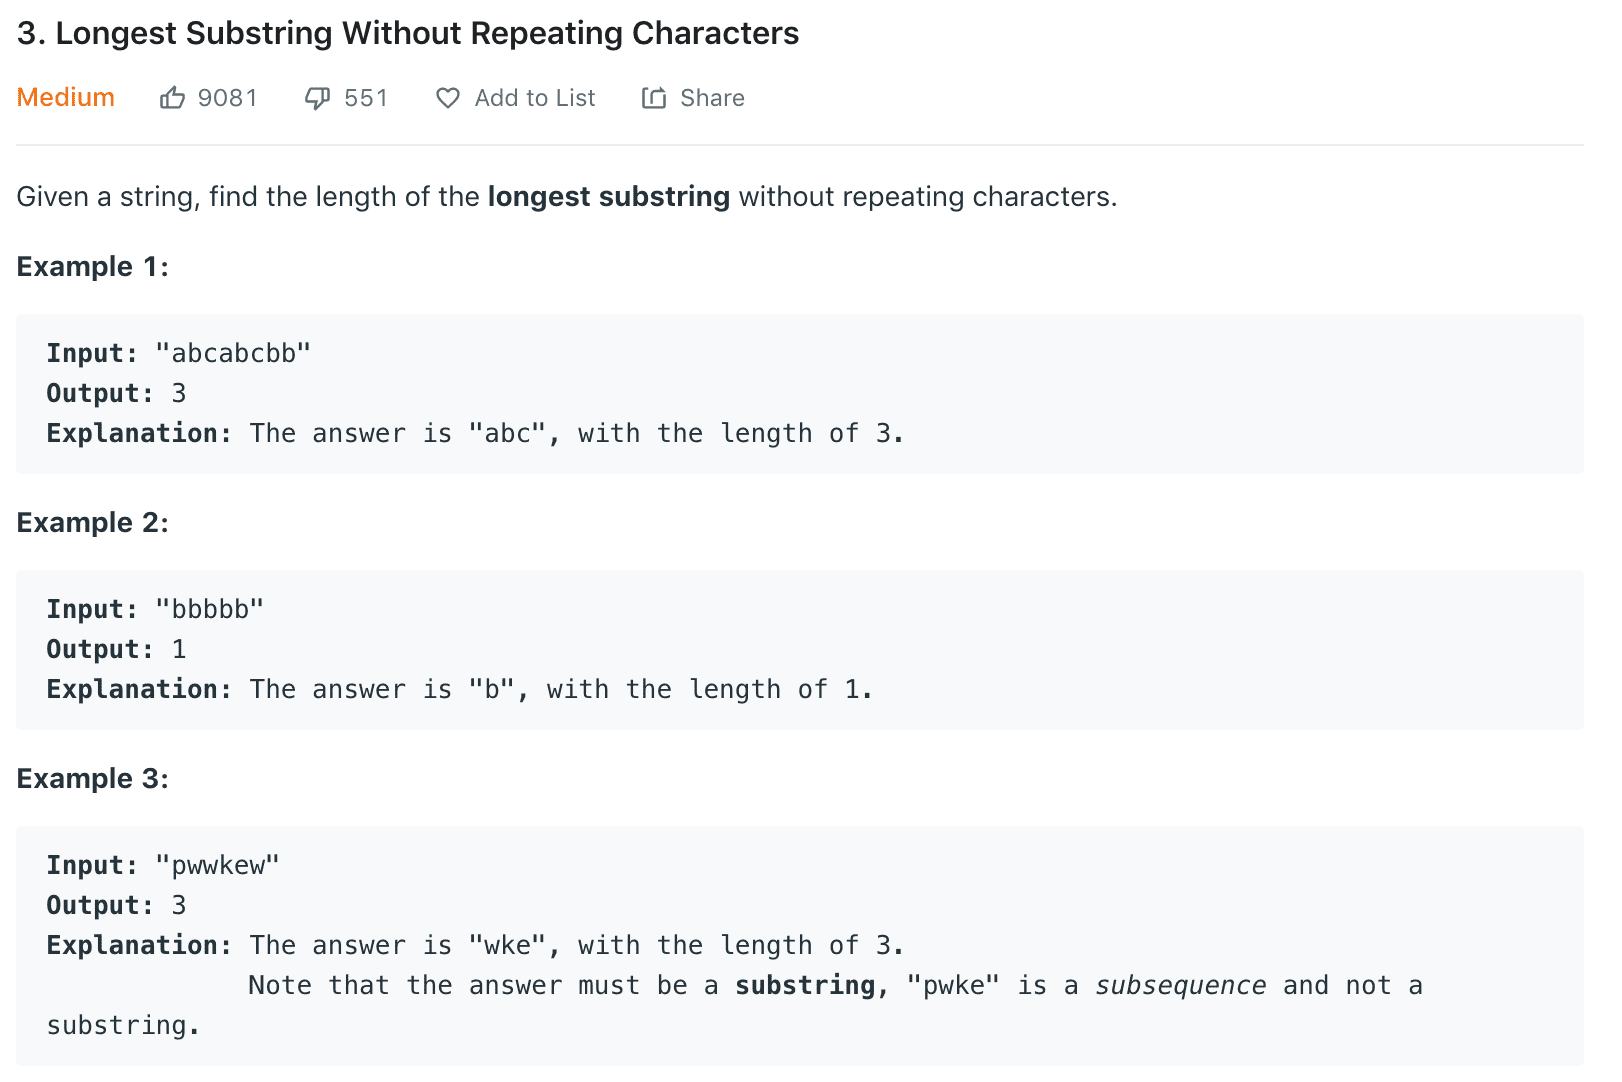 3. Longest Substring Without Repeating Characters
Medium 9081 551 Add to List Share
Given a string, find the length of the longest substring without repeating characters.
Example 1:
Input: "abcabcbb"
Output: 3
Explanation: The answer is "abc", with the length of 3.
Example 2:
Input: "bbbbb"
Output: 1
Explanation: The answer is "b", with the length of 1.
Example 3:
Input: "pwwkew"
Output: 3
Explanation: The answer is "wke", with the length of 3.
Note that the answer must be a substring, "pwke" is a subsequence and not a
substring.